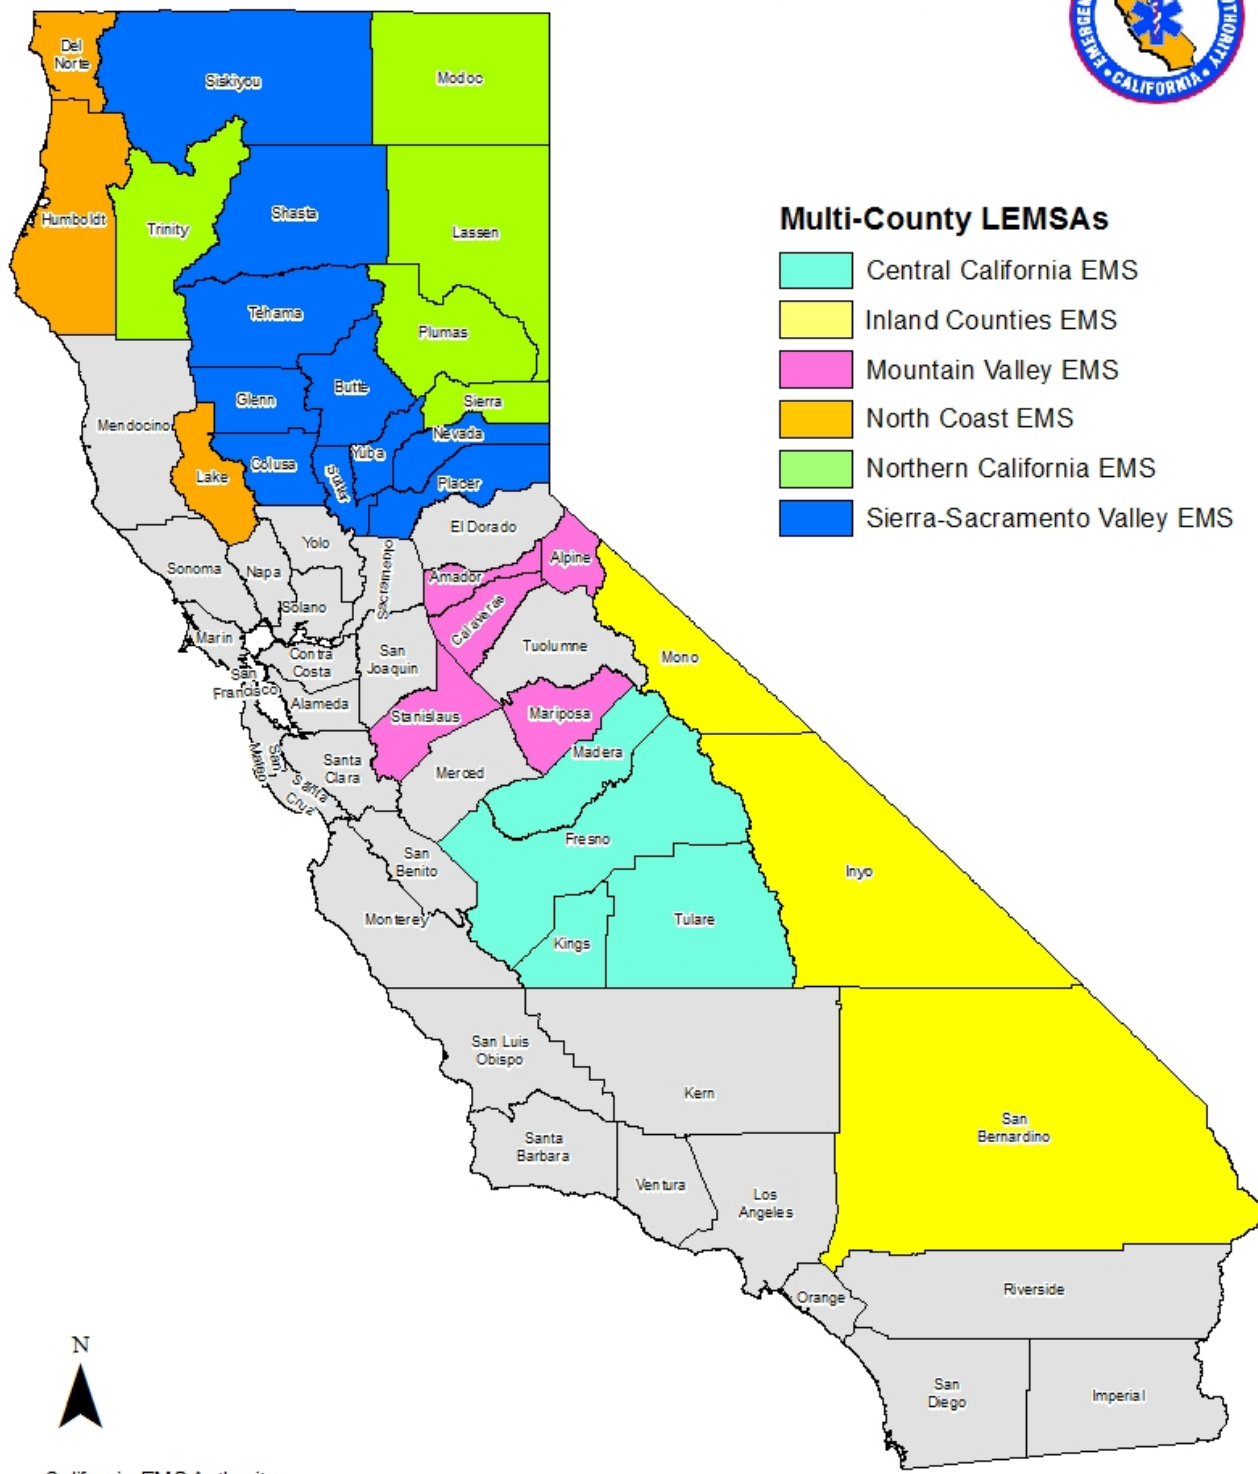 EMERGEN
THORITY
• CALIFORNIA •
Del
Norte
Siskiyou
Modoc
Humboldt
Trinity
Shasta
Lassen
Multi-County LEMSAs
Central California EMS
Inland Counties EMS
Mountain Valley EMS
North Coast EMS
Northern California EMS
Sierra-Sacramento Valley EMS
Tehama
Plumas
Glenn
Butte
Sierra
Mendocino
Nevada
Lake
Colusa
Sutter
Yuba
Placer
El Dorado
Yolo
Sonoma
Napa
Sacramento
Amador
Alpine
Solano
Calaveras
Marin
Contra
Costa
San
Joaquin
Tuolumne
Mono
San
Francisco
Alameda
Stanislaus
Mariposa
San
Mateo
Santa
Clara
Santa
Cruz
Merced
Madera
San
Benito
Fresno
Inyo
Monterey
Kings
Tulare
San Luis
Obispo
Kern
San
Bernardino
Santa
Barbara
Ventura
Los
Angeles
Orange
Riverside
San
Diego
Imperial
N